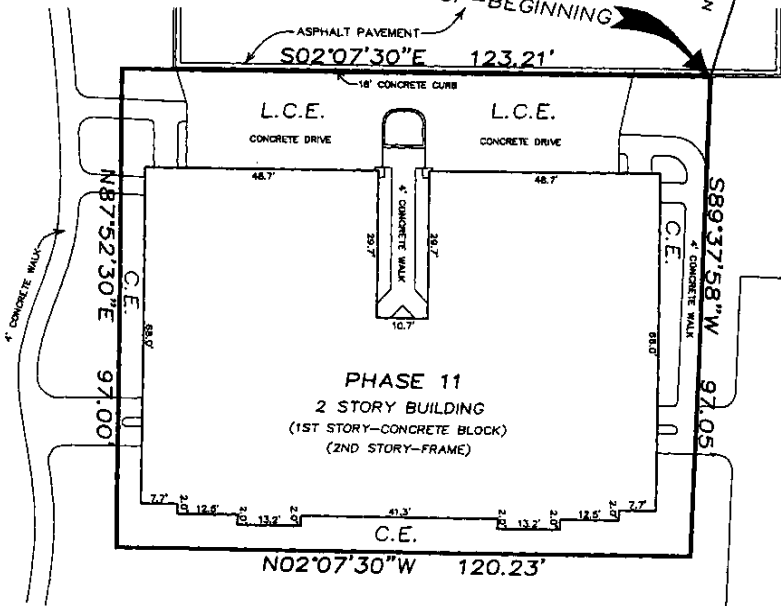 BEGINNING
N
ASPHALT PAVEMENT
S02°07'30"E 123.21'
18' CONCRETE CURB
L.C.E.
CONCRETE DRIVE
L.C.E.
CONCRETE DRIVE
48.7'
48.7'
4' CONCRETE WALK
29.7'
29.7'
10.7'
N87°52'30"E 97.00'
C.E.
4' CONCRETE WALK
S89°37'58"W 97.05'
C.E.
4' CONCRETE WALK
68.0'
68.0'
PHASE 11
2 STORY BUILDING
(1ST STORY-CONCRETE BLOCK)
(2ND STORY-FRAME)
7.7'
2.0'
12.6'
2.0'
13.2'
2.0'
41.3'
2.0'
13.2'
2.0'
12.6'
2.0'
7.7'
C.E.
N02°07'30"W 120.23'